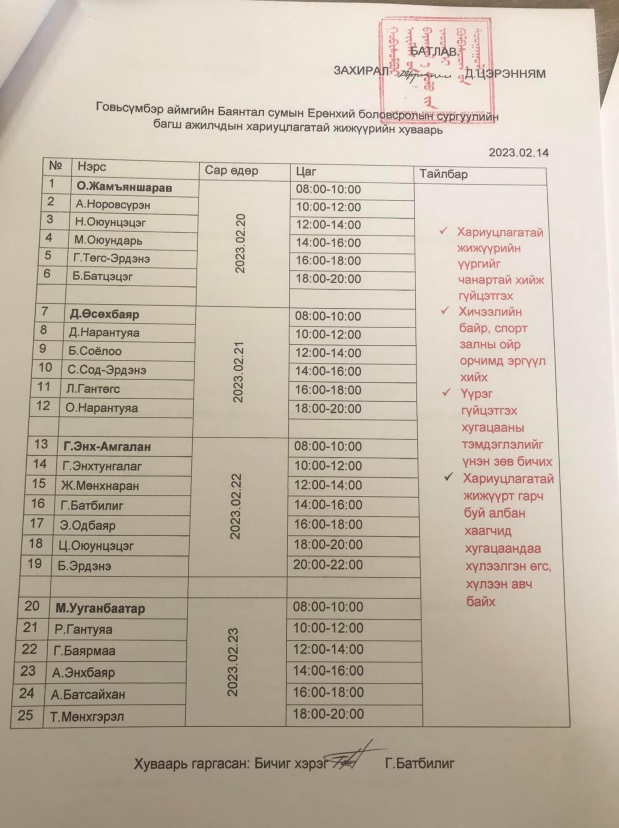 БАТЛАВ.
ЗАХИРАЛ Д.ЦЭРЭННЯМ
Говьсүмбэр аймгийн Баянтал сумын Ерөнхий боловсролын сургуулийн
багш ажилчдын хариуцлагатай жижүүрийн хуваарь
2023.02.14
№ Нэрс Сар өдөр Цаг Тайлбар
1 О.Жамъяншарав 08:00-10:00
2 А.Норовсүрэн 10:00-12:00
3 Н.Оюунцэцэг 12:00-14:00
4 М.Оюундарь 14:00-16:00
5 Г.Төгс-Эрдэнэ 16:00-18:00
6 Б.Батцэцэг 18:00-20:00
2023.02.20
7 Д.Өсөхбаяр 08:00-10:00
8 Д.Нарантуяа 10:00-12:00
9 Б.Соёлоо 12:00-14:00
10 С.Сод-Эрдэнэ 14:00-16:00
11 Л.Гантөгс 16:00-18:00
12 О.Нарантуяа 18:00-20:00
2023.02.21
13 Г.Энх-Амгалан 08:00-10:00
14 Г.Энхтунгалаг 10:00-12:00
15 Ж.Мөнхнаран 12:00-14:00
16 Г.Батбилиг 14:00-16:00
17 Э.Одбаяр 16:00-18:00
18 Ц.Оюунцэцэг 18:00-20:00
19 Б.Эрдэнэ 20:00-22:00
2023.02.22
20 М.Ууганбаатар 08:00-10:00
21 Р.Гантуяа 10:00-12:00
22 Г.Баярмаа 12:00-14:00
23 А.Энхбаяр 14:00-16:00
24 А.Батсайхан 16:00-18:00
25 Т.Мөнхгэрэл 18:00-20:00
2023.02.23
✓ Хариуцлагатай
жижүүрийн
үүргийг
чанартай хийж
гүйцэтгэх
✓ Хичээлийн
байр, спорт
залны ойр
орчимд эргүүл
хийх
✓ Үүрэг
гүйцэтгэх
хугацааны
тэмдэглэлийг
үнэн зөв бичих
✓ Хариуцлагатай
жижүүрт гарч
буй албан
хаагчид
хугацаандаа
хүлээлгэн өгс,
хүлээн авч
байх
Хуваарь гаргасан: Бичиг хэрэг Г.Батбилиг